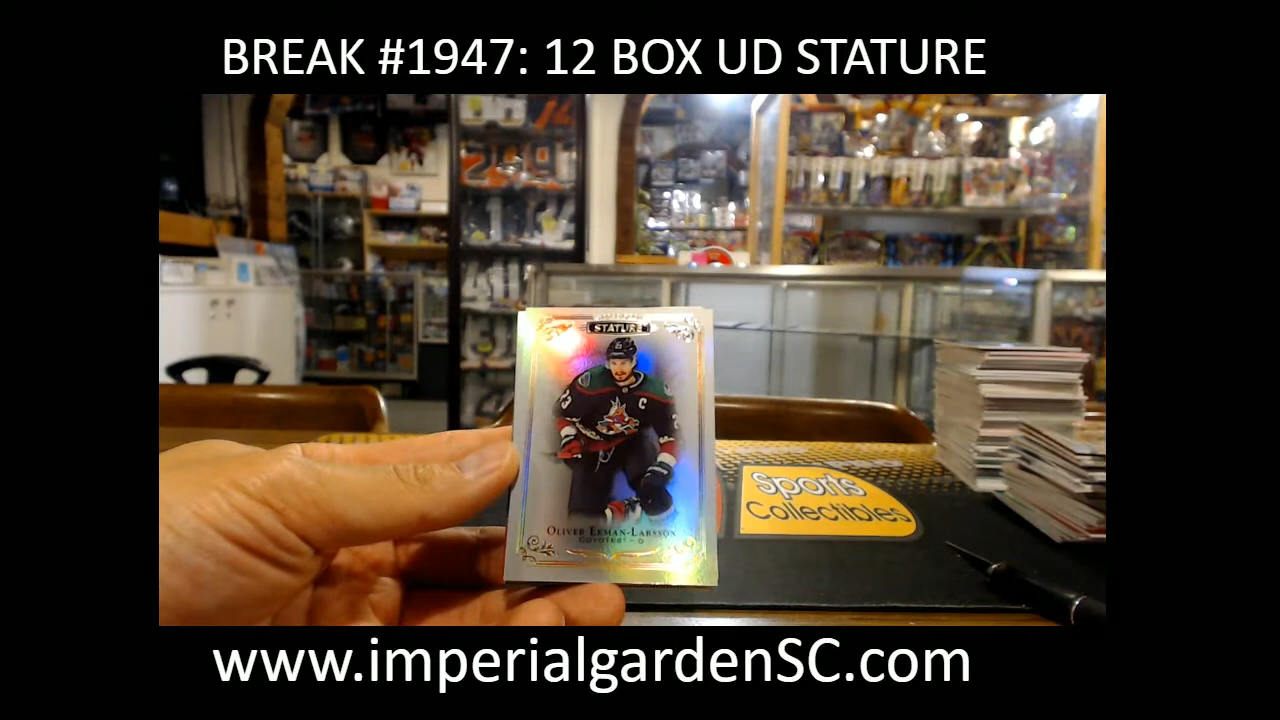 BREAK #1947: 12 BOX UD STATURE
STATURE
C
OLIVER EKMAN-LARSSON
COYOTES • D
Sports
Collectibles
www.imperialgardenSC.com